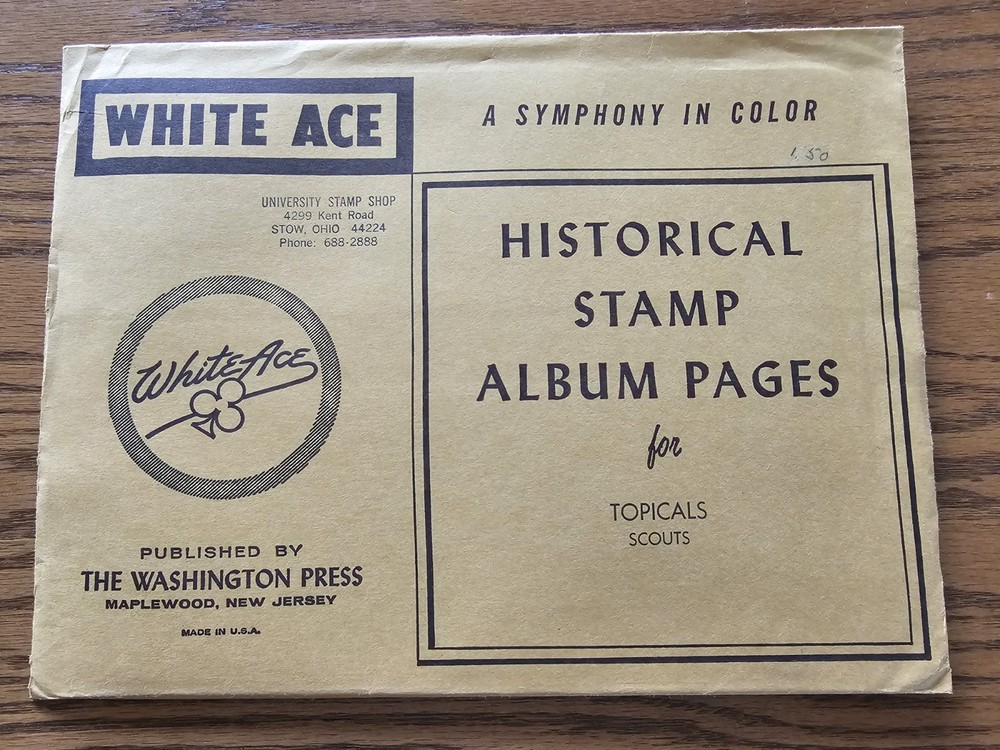 WHITE ACE
A SYMPHONY IN COLOR
1.50
UNIVERSITY STAMP SHOP
4299 Kent Road
STOW, OHIO 44224
Phone: 688-2888
White Ace
PUBLISHED BY
THE WASHINGTON PRESS
MAPLEWOOD, NEW JERSEY
MADE IN U.S.A.
HISTORICAL
STAMP
ALBUM PAGES
for
TOPICALS
SCOUTS